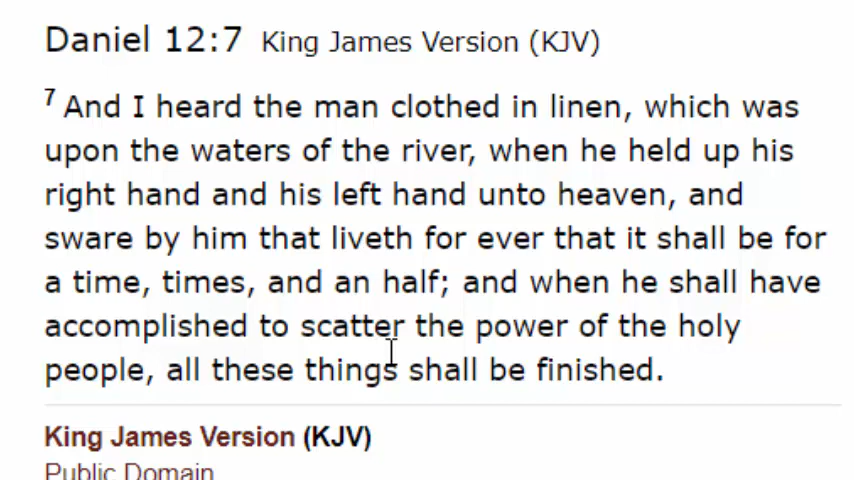 Daniel 12:7 King James Version (KJV)
7 And I heard the man clothed in linen, which was
upon the waters of the river, when he held up his
right hand and his left hand unto heaven, and
sware by him that liveth for ever that it shall be for
a time, times, and an half; and when he shall have
accomplished to scatter the power of the holy
people, all these things shall be finished.
King James Version (KJV)
Public Domain